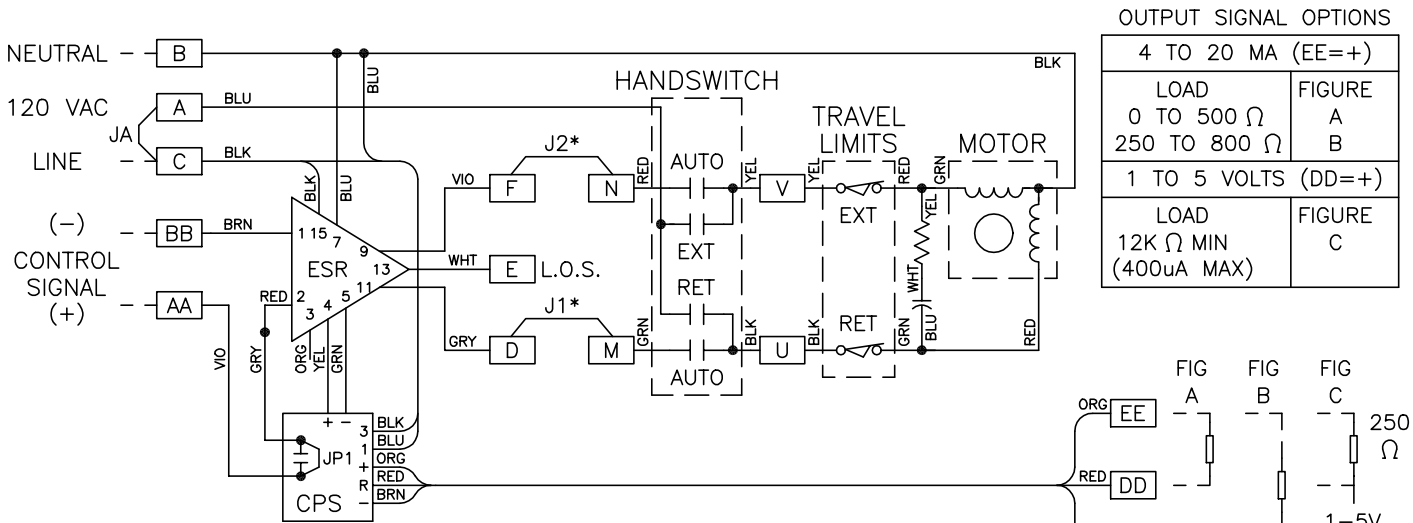 OUTPUT SIGNAL OPTIONS
4 TO 20 MA (EE=+)
LOAD FIGURE
0 TO 500 Ω A
250 TO 800 Ω B
1 TO 5 VOLTS (DD=+)
LOAD FIGURE
12K Ω MIN C
(400uA MAX)
NEUTRAL B
BLU
BLU
BLK
120 VAC A BLU
JA
LINE C BLK
BLK
BLU
HANDSWITCH
AUTO
EXT
RET
AUTO
TRAVEL
LIMITS
EXT
RET
MOTOR
J2*
VIO F N RED
YEL V YEL
RED
GRN
YEL
WHT
BLU
RED
(-)
CONTROL
SIGNAL
(+)
BB BRN
AA
VIO
1 15 7 9
ESR 13
2 3 4 5 11
WHT E L.O.S.
J1*
GRY D M GRN
BLK U BLK
GRN
RED
GRY
ORG
YEL
GRN
+ -
3 BLK
1 BLU
+ ORG
R RED
- BRN
JP1
CPS
ORG EE
RED DD
FIG
A
FIG
B
FIG
C
250
Ω